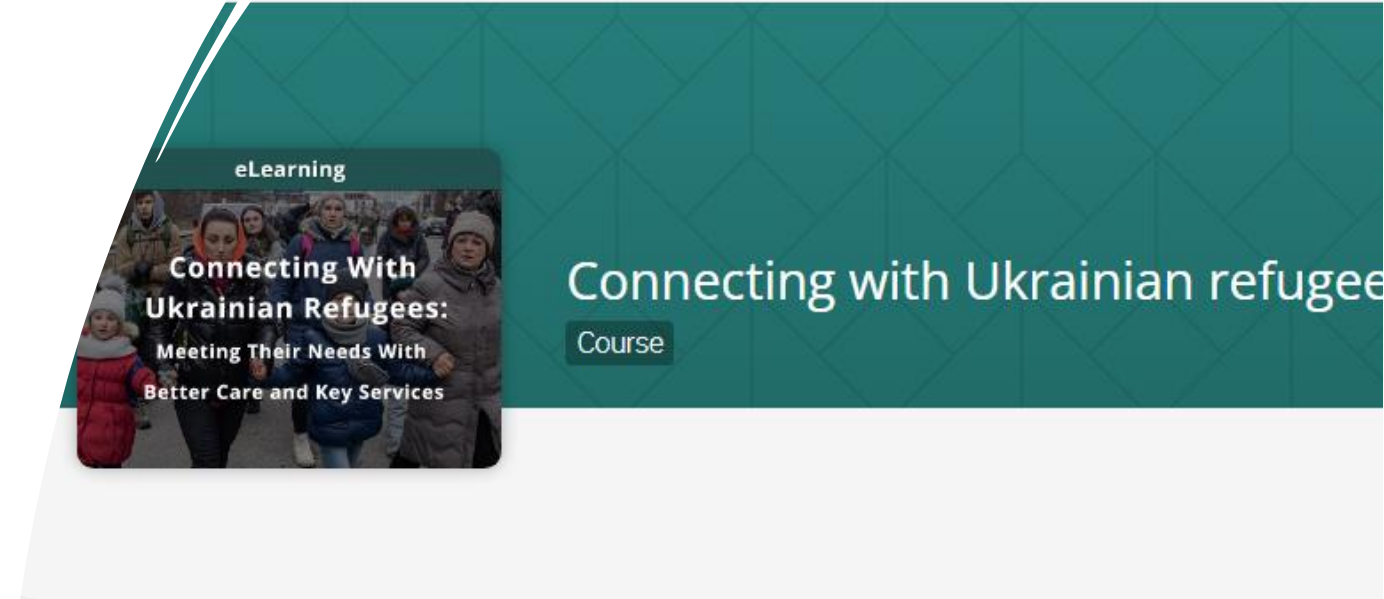 eLearning
Connecting With
Ukrainian Refugees:
Meeting Their Needs With
Better Care and Key Services
Connecting with Ukrainian refugee
Course